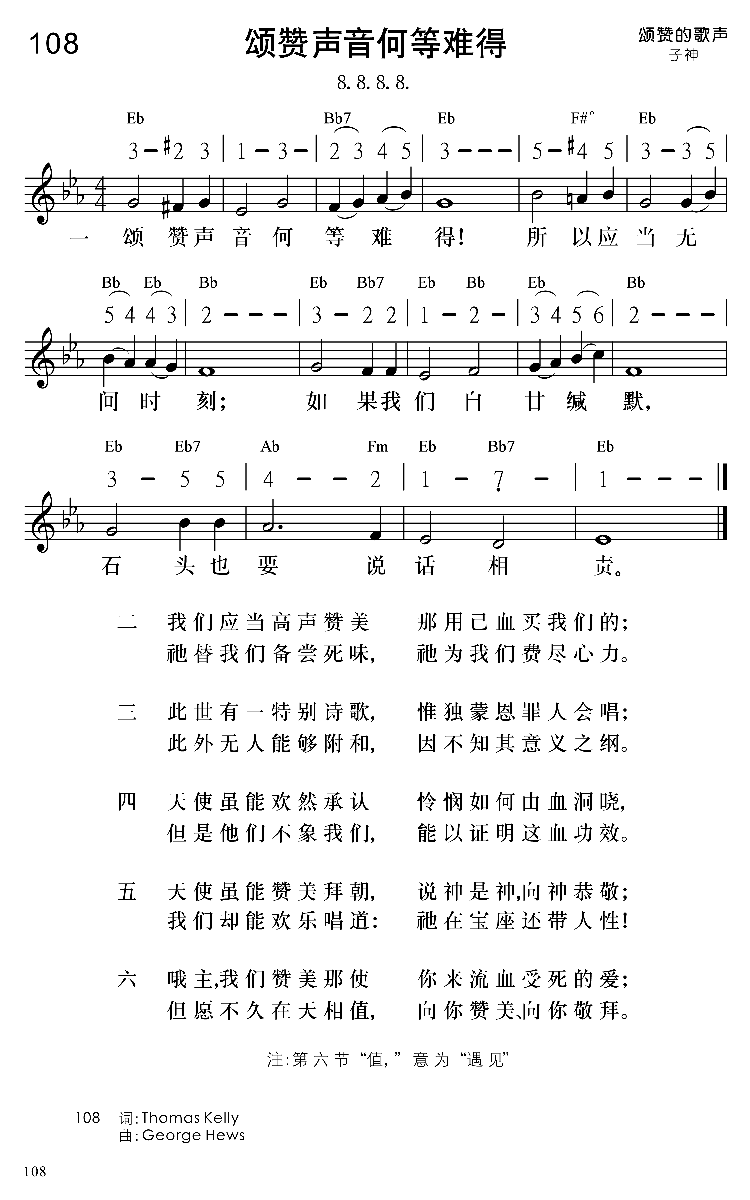 108
颂赞声音何等难得
颂赞的歌声
子神
8. 8. 8. 8.
Eb Bb7 Eb F#° Eb
3 – #2 3 | 1 – 3 – | 2 3 4 5 | 3 – – – | 5 – #4 5 | 3 – 3 5 |
一 颂 赞 声 音 何 等 难 得! 所 以 应 当 无
Bb Eb Bb Eb Bb7 Eb Bb Eb Bb
5 4 4 3 | 2 – – – | 3 – 2 2 | 1 – 2 – | 3 4 5 6 | 2 – – – |
间 时 刻; 如 果 我 们 自 甘 缄 默,
Eb Eb7 Ab Fm Eb Bb7 Eb
3 – 5 5 | 4 – – 2 | 1 – 7 – | 1 – – –
石 头 也 要 说 话 相 责。
二 我们应当高声赞美 那用己血买我们的;
祂替我们备尝死味, 祂为我们费尽心力。
三 此世有一特别诗歌, 惟独蒙恩罪人会唱;
此外无人能够附和, 因不知其意义之纲。
四 天使虽能欢然承认 怜悯如何由血洞哓,
但是他们不象我们, 能以证明这血功效。
五 天使虽能赞美拜朝, 说神是神,向神恭敬;
我们却能欢乐唱道: 祂在宝座还带人性!
六 哦主,我们赞美那使 你来流血受死的爱;
但愿不久在天相值, 向你赞美、向你敬拜。
注:第六节“值,”意为“遇见”
108 词:Thomas Kelly
曲:George Hews
108